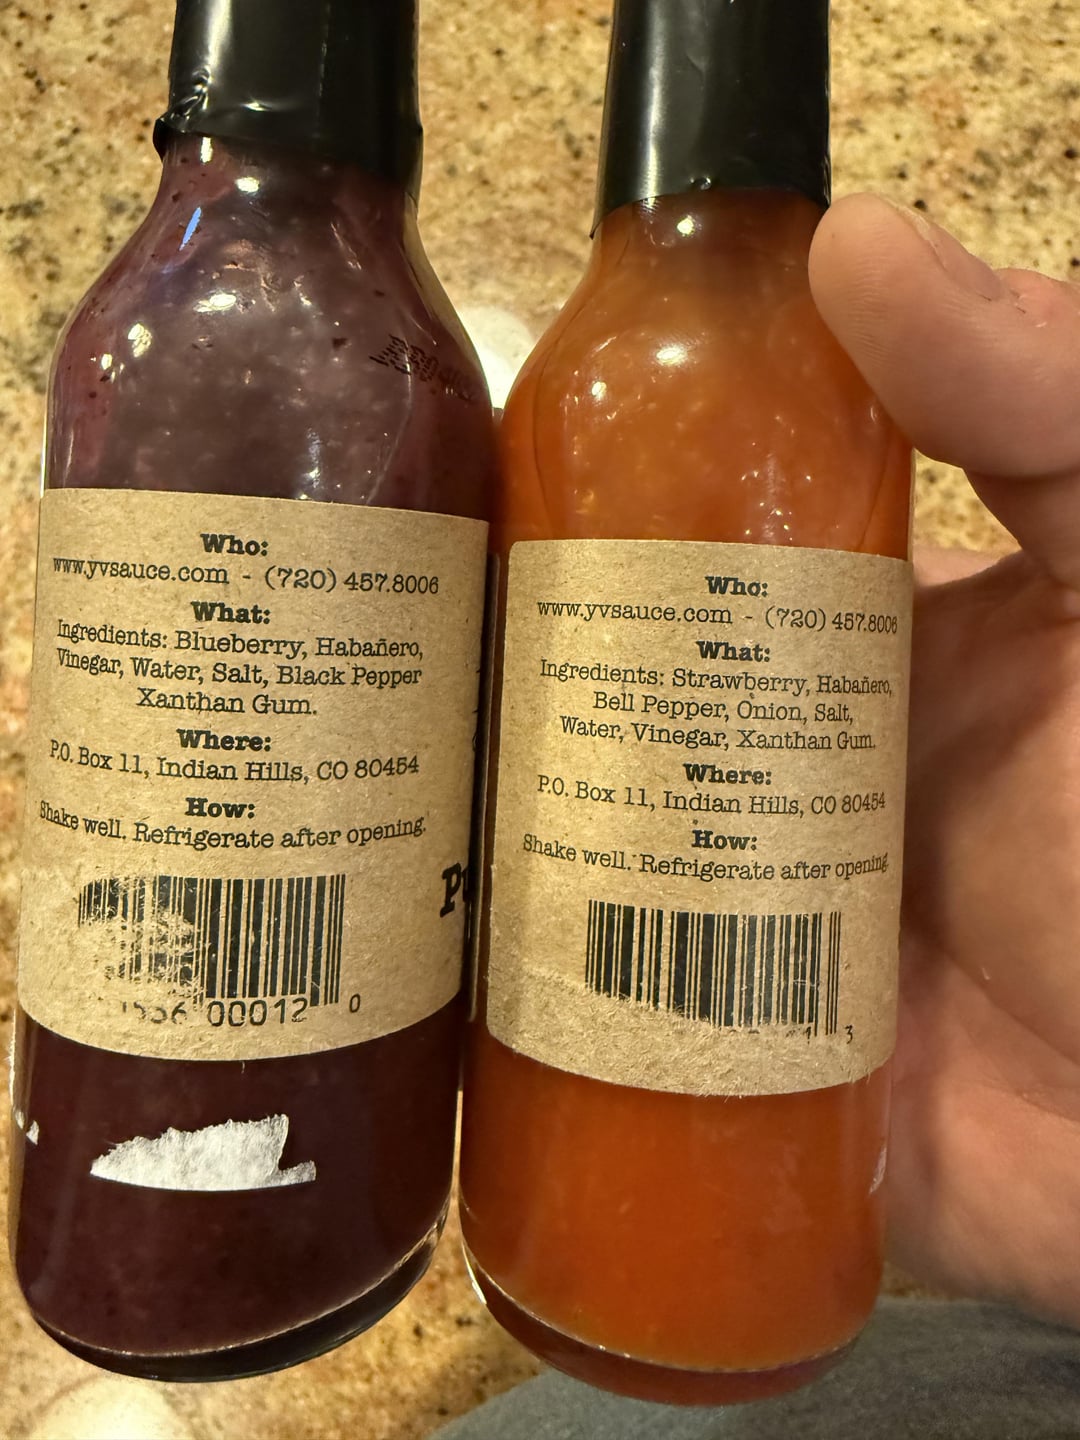 Who:
www.yvsauce.com - (720) 457.8006
What:
Ingredients: Blueberry, Habañero,
Vinegar, Water, Salt, Black Pepper
Xanthan Gum.
Where:
P.O. Box 11, Indian Hills, CO 80454
How:
Shake well. Refrigerate after opening.
00012 0
Who:
www.yvsauce.com - (720) 457.8006
What:
Ingredients: Strawberry, Habañero,
Bell Pepper, Onion, Salt,
Water, Vinegar, Xanthan Gum.
Where:
P.O. Box 11, Indian Hills, CO 80454
How:
Shake well. Refrigerate after opening.
3